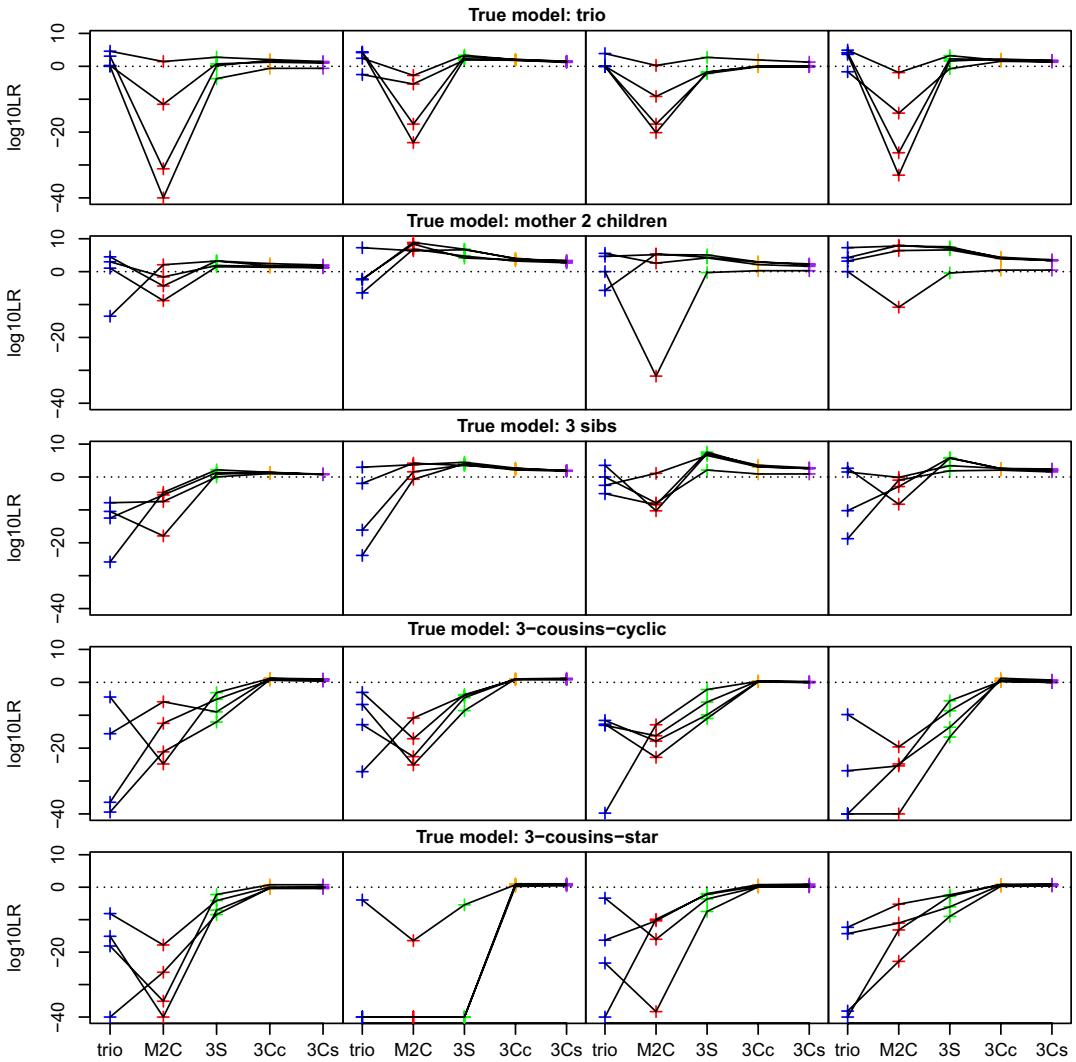 True model: trio
10
0
−20
−40
log10LR
True model: mother 2 children
10
0
−20
−40
log10LR
True model: 3 sibs
10
0
−20
−40
log10LR
True model: 3−cousins−cyclic
10
0
−20
−40
log10LR
True model: 3−cousins−star
10
0
−20
−40
log10LR
trio M2C 3S 3Cc 3Cs trio M2C 3S 3Cc 3Cs trio M2C 3S 3Cc 3Cs trio M2C 3S 3Cc 3Cs